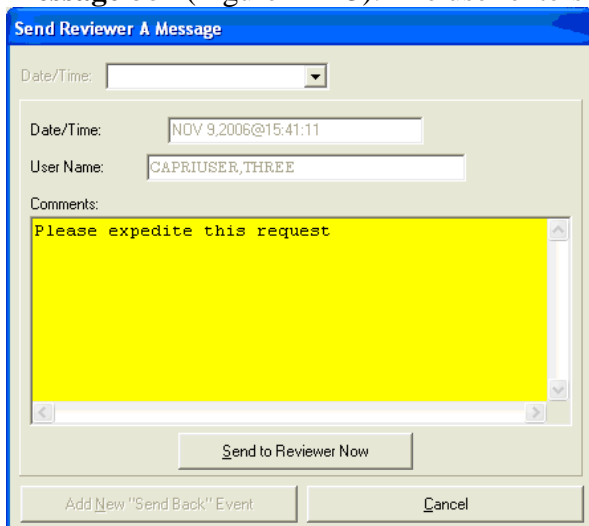 Send Reviewer A Message
Date/Time:
Date/Time: NOV 9,2006@15:41:11
User Name: CAPRIUSER,THREE
Comments:
Please expedite this request
Send to Reviewer Now
Add New "Send Back" Event Cancel